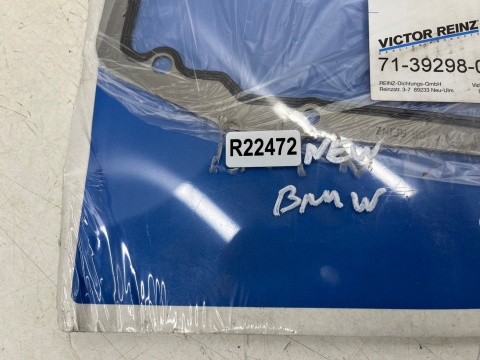 VICTOR REINZ
71-39298-0
REINZ-Dichtungs-GmbH
Reinzstr. 3-7 89233 Neu-Ulm
R22472
NEW
BMW